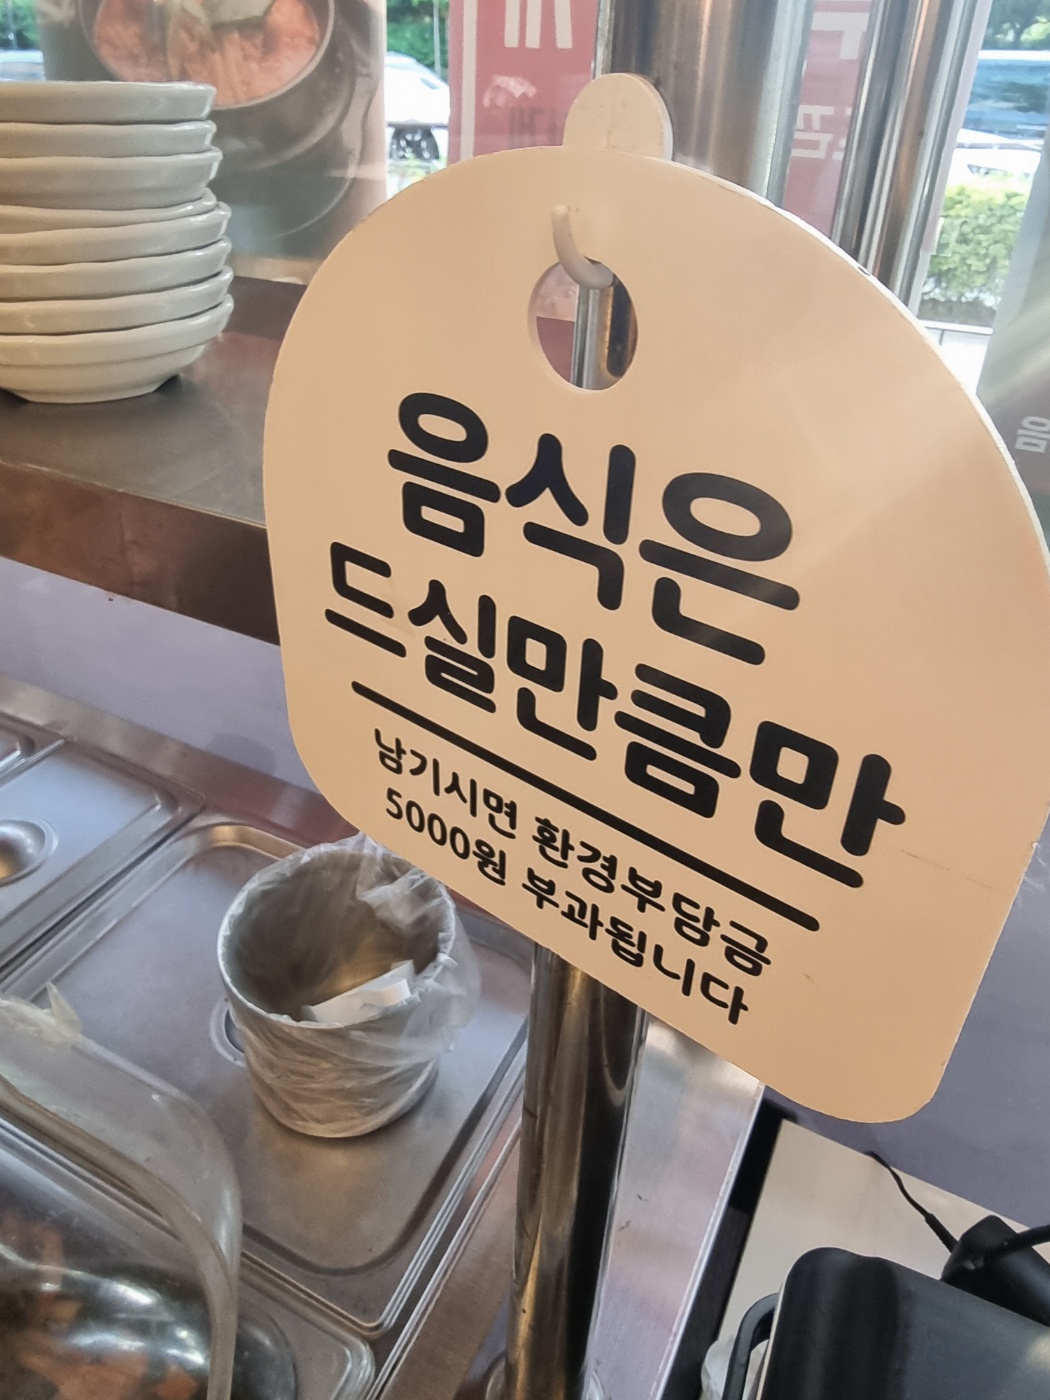 음식은
드실만큼만
남기시면 환경부담금
5000원 부과됩니다